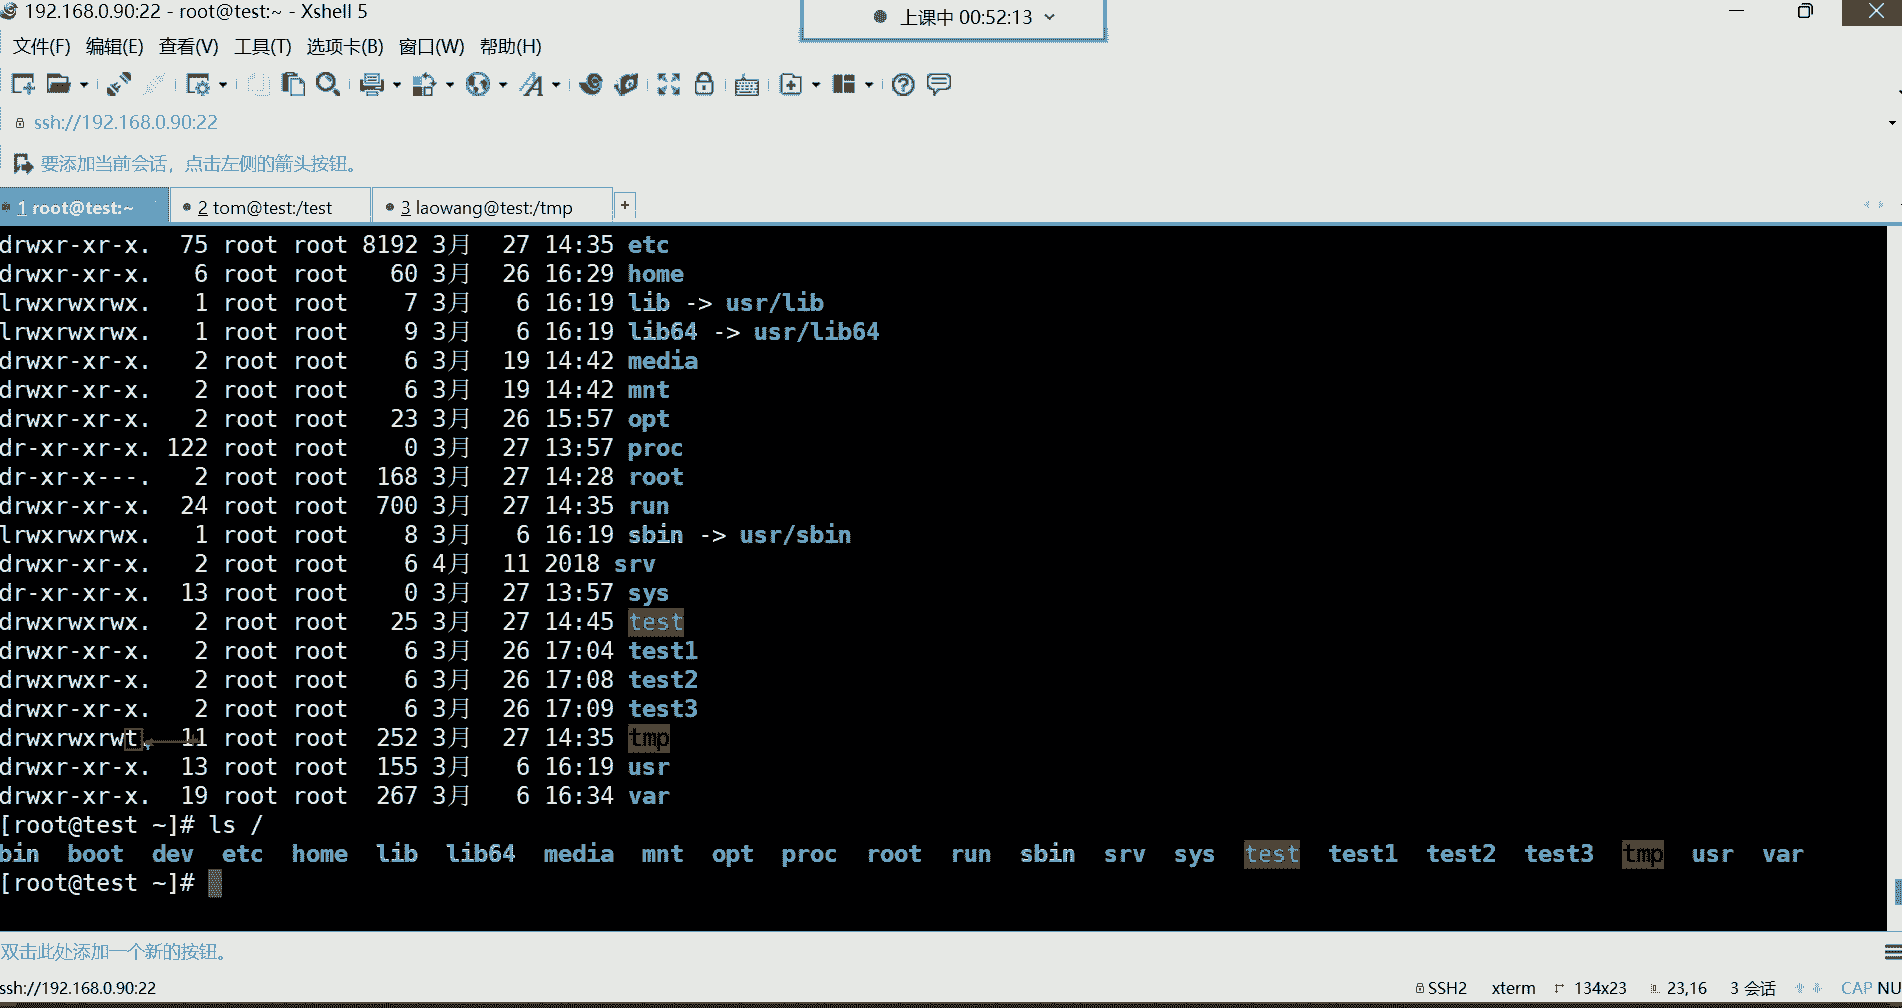 192.168.0.90:22 - root@test:~ - Xshell 5
上课中 00:52:13
文件(F) 编辑(E) 查看(V) 工具(T) 选项卡(B) 窗口(W) 帮助(H)
ssh://192.168.0.90:22
要添加当前会话，点击左侧的箭头按钮。
1 root@test:~ 2 tom@test:/test 3 laowang@test:/tmp +
drwxr-xr-x. 75 root root 8192 3月 27 14:35 etc
drwxr-xr-x. 6 root root 60 3月 26 16:29 home
lrwxrwxrwx. 1 root root 7 3月 6 16:19 lib -> usr/lib
lrwxrwxrwx. 1 root root 9 3月 6 16:19 lib64 -> usr/lib64
drwxr-xr-x. 2 root root 6 3月 19 14:42 media
drwxr-xr-x. 2 root root 6 3月 19 14:42 mnt
drwxr-xr-x. 2 root root 23 3月 26 15:57 opt
dr-xr-xr-x. 122 root root 0 3月 27 13:57 proc
dr-xr-x---. 2 root root 168 3月 27 14:28 root
drwxr-xr-x. 24 root root 700 3月 27 14:35 run
lrwxrwxrwx. 1 root root 8 3月 6 16:19 sbin -> usr/sbin
drwxr-xr-x. 2 root root 6 4月 11 2018 srv
dr-xr-xr-x. 13 root root 0 3月 27 13:57 sys
drwxrwxrwx. 2 root root 25 3月 27 14:45 test
drwxr-xr-x. 2 root root 6 3月 26 17:04 test1
drwxrwxr-x. 2 root root 6 3月 26 17:08 test2
drwxr-xr-x. 2 root root 6 3月 26 17:09 test3
drwxrwxrwt. 11 root root 252 3月 27 14:35 tmp
drwxr-xr-x. 13 root root 155 3月 6 16:19 usr
drwxr-xr-x. 19 root root 267 3月 6 16:34 var
[root@test ~]# ls /
bin boot dev etc home lib lib64 media mnt opt proc root run sbin srv sys test test1 test2 test3 tmp usr var
[root@test ~]#
双击此处添加一个新的按钮。
ssh://192.168.0.90:22 SSH2 xterm 134x23 23,16 3 会话 CAP NU